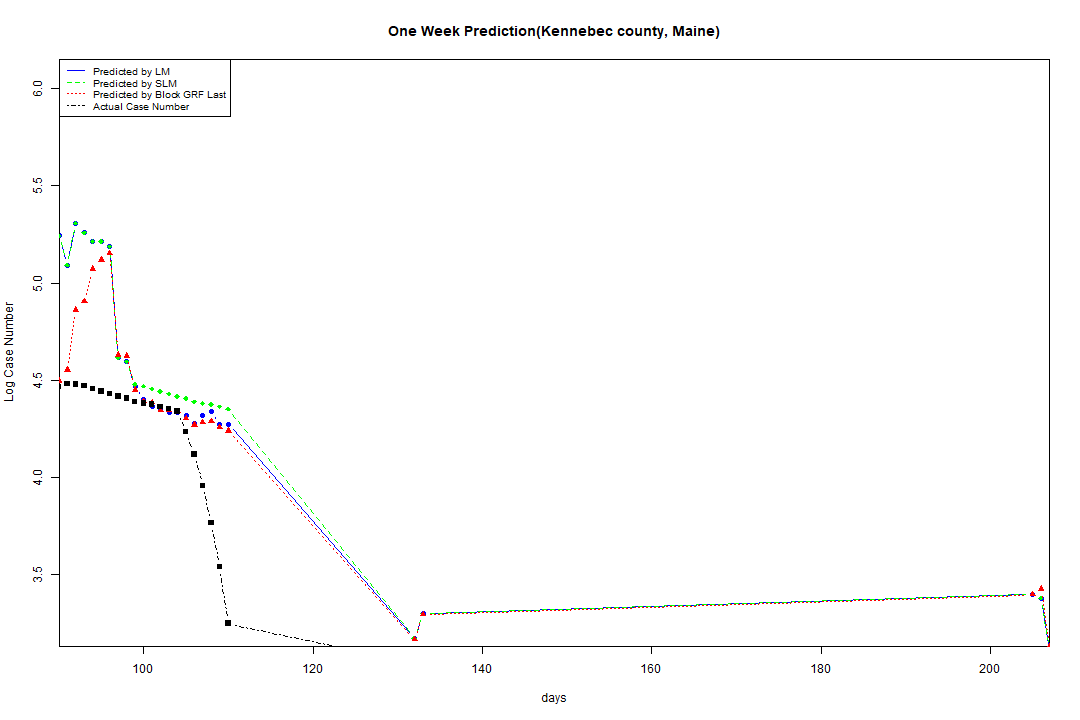 One Week Prediction(Kennebec county, Maine)
Predicted by LM
Predicted by SLM
Predicted by Block GRF Last
Actual Case Number
6.0
5.5
5.0
4.5
4.0
3.5
Log Case Number
100 120 140 160 180 200
days